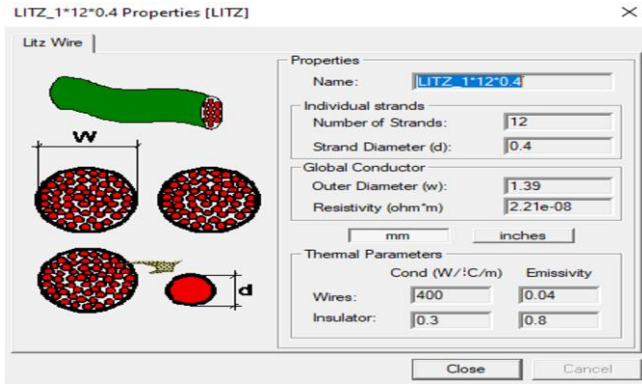 LITZ_1*12*0.4 Properties [LITZ]
Litz Wire
Properties
Name: LITZ_1*12*0.4
Individual strands
Number of Strands: 12
Strand Diameter (d): 0.4
Global Conductor
Outer Diameter (w): 1.39
Resistivity (ohm*m) 2.21e-08
mm inches
Thermal Parameters
Cond (W/¦C/m) Emissivity
Wires: 400 0.04
Insulator: 0.3 0.8
W
d
Close Cancel